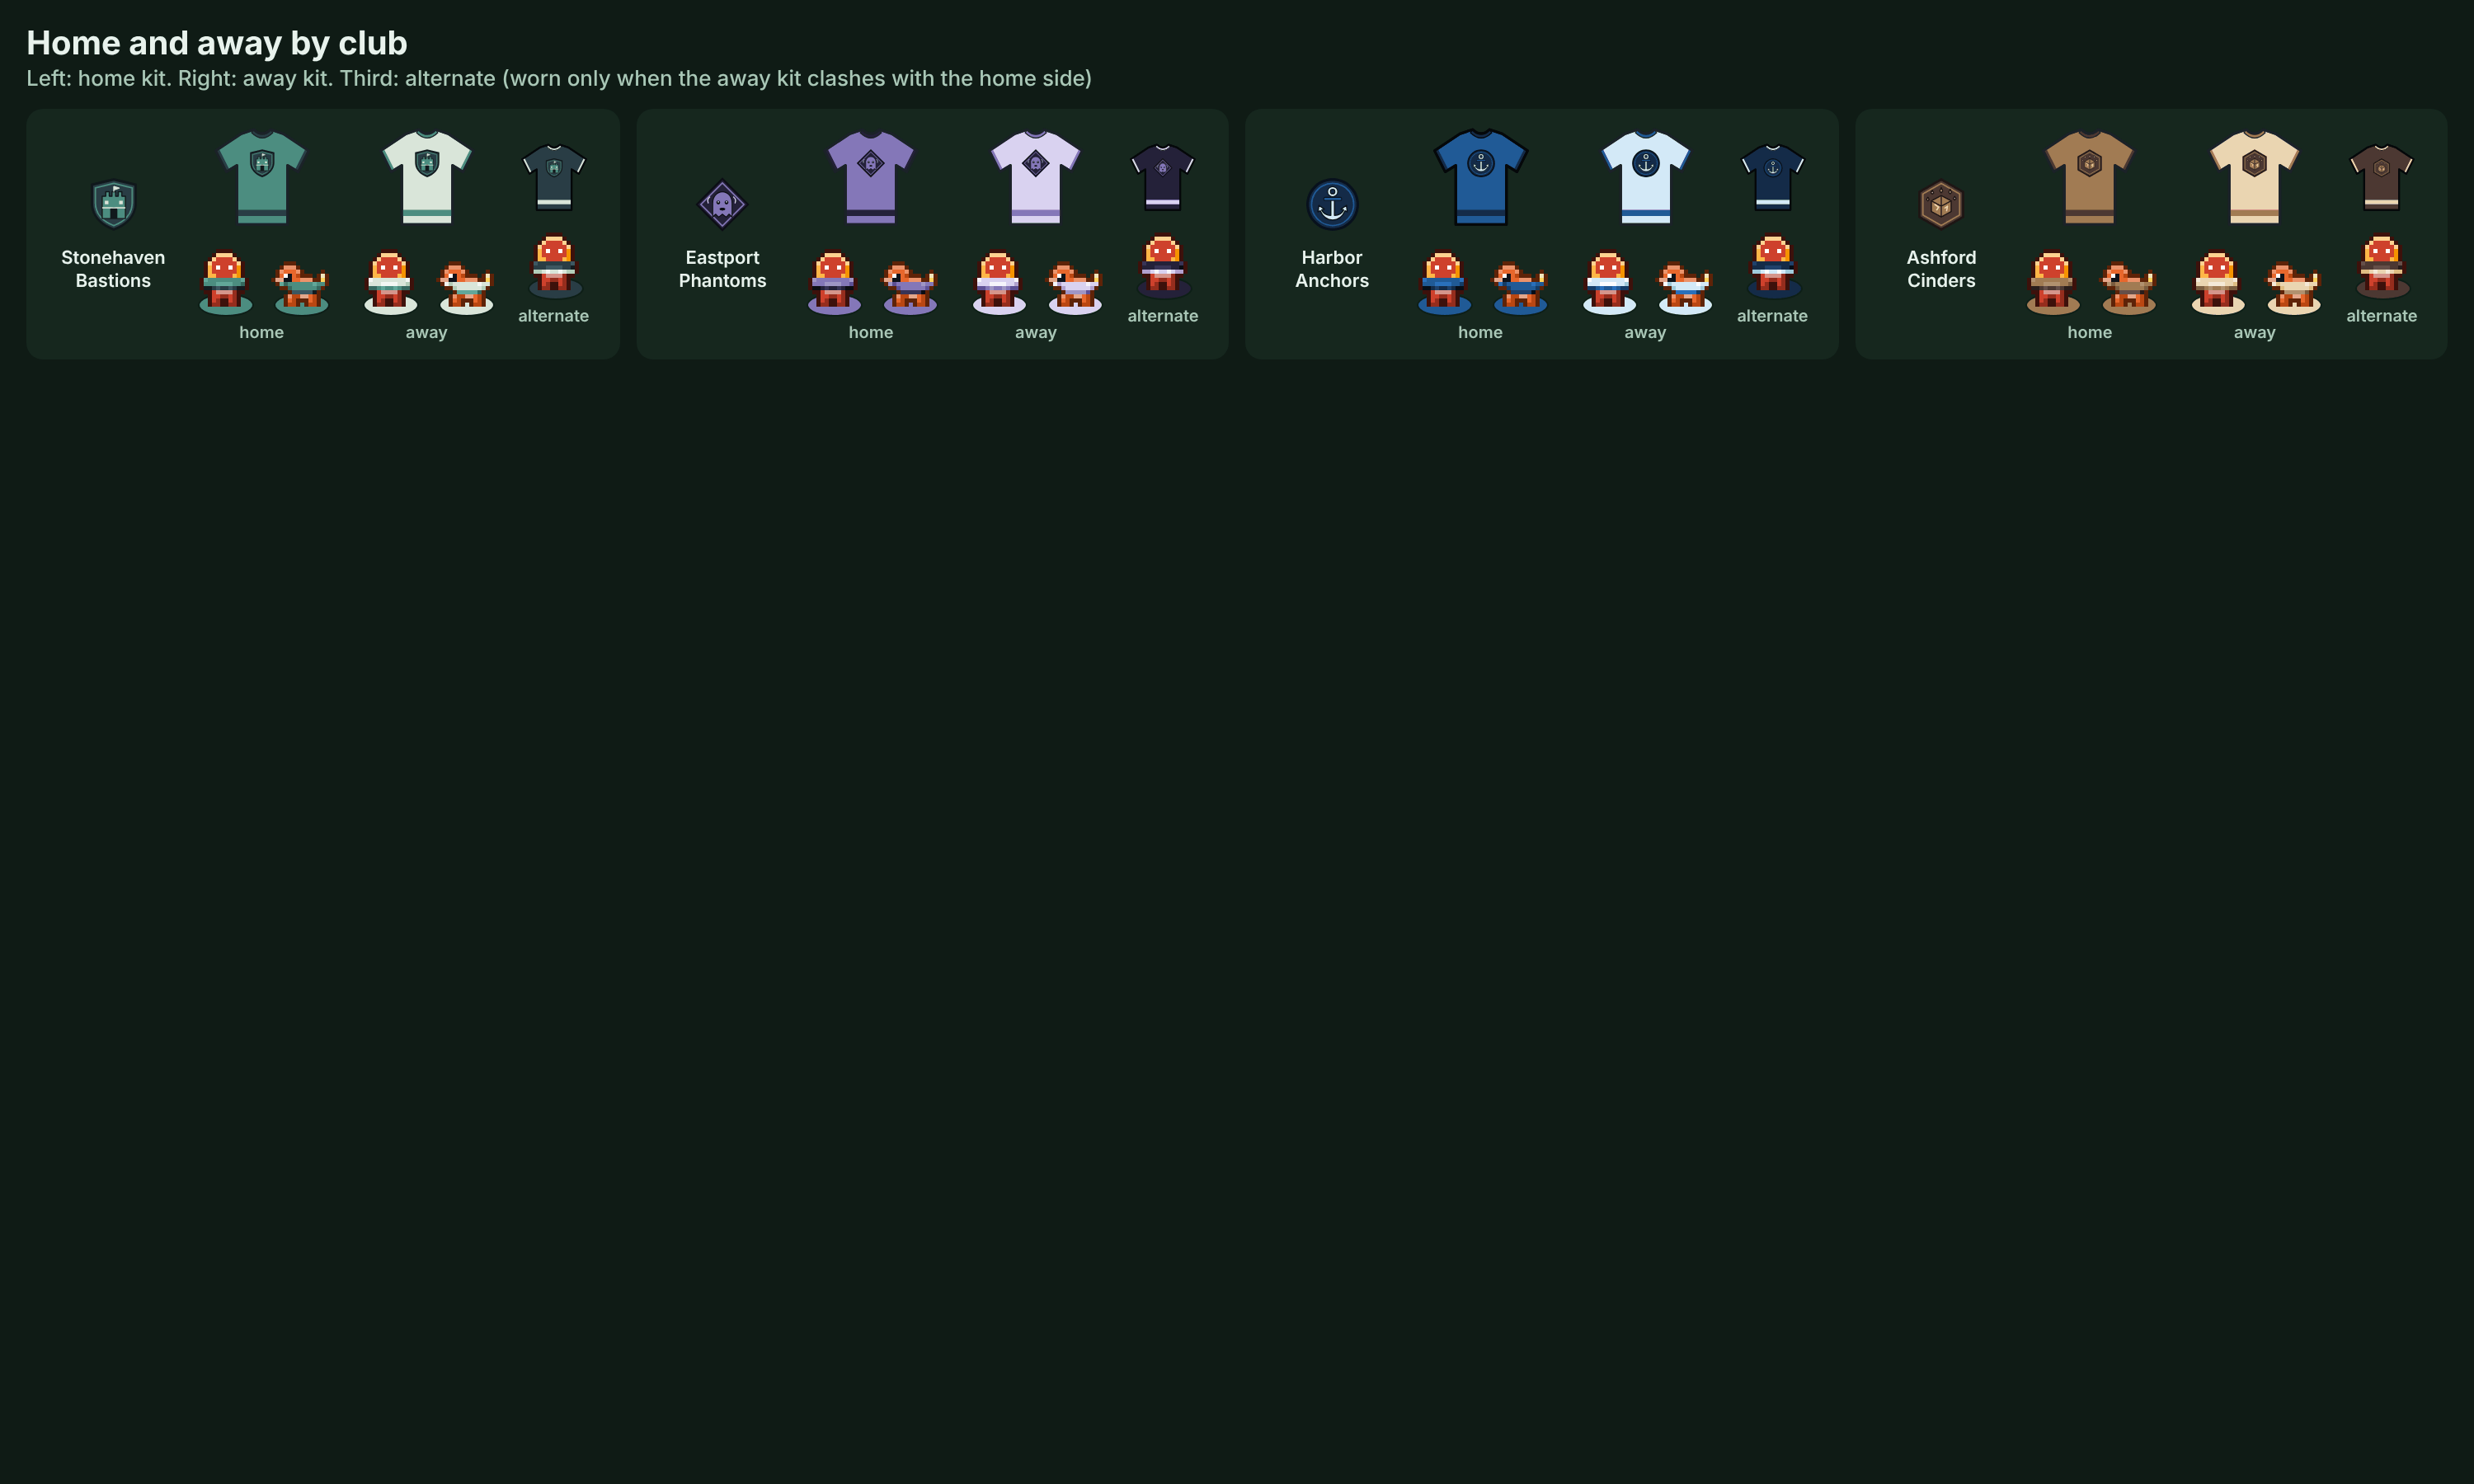 Home and away by club
Left: home kit. Right: away kit. Third: alternate (worn only when the away kit clashes with the home side)
Stonehaven
Bastions
home
away
alternate
Eastport
Phantoms
home
away
alternate
Harbor
Anchors
home
away
alternate
Ashford
Cinders
home
away
alternate